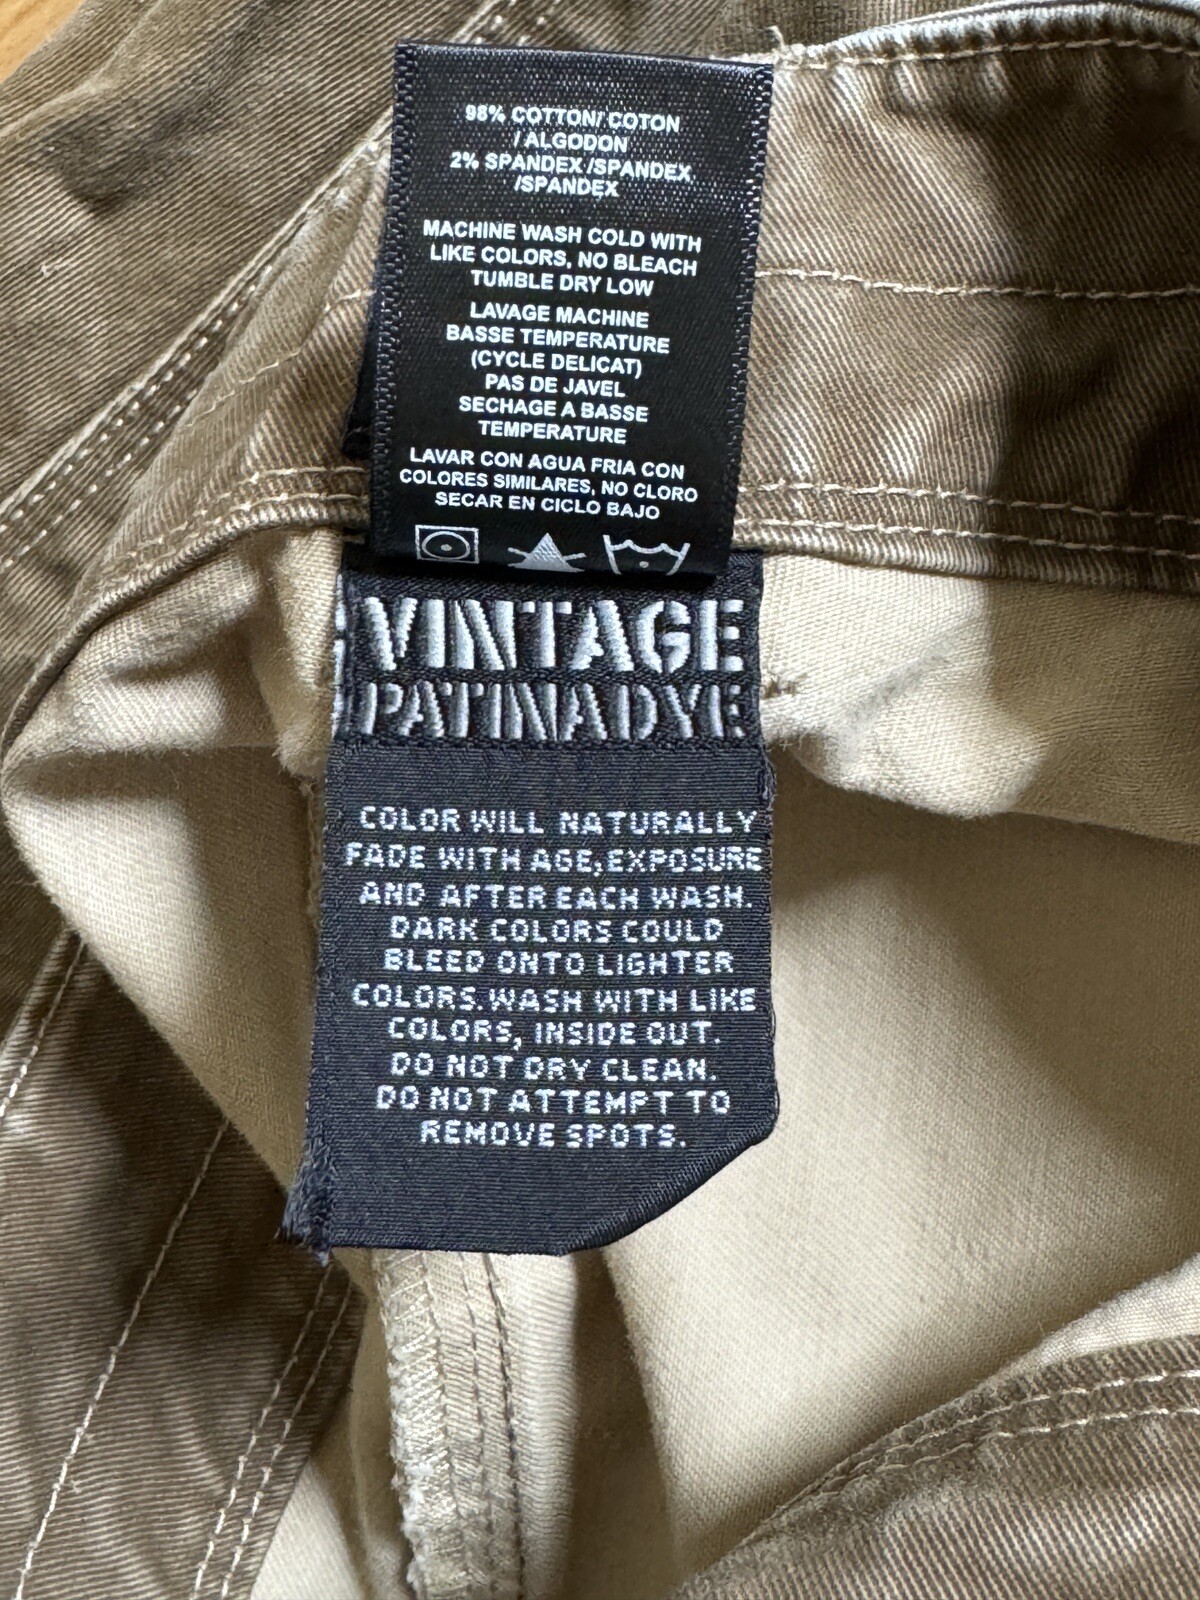 98% COTTON/ COTON
/ ALGODON
2% SPANDEX /SPANDEX
/SPANDEX
MACHINE WASH COLD WITH
LIKE COLORS, NO BLEACH
TUMBLE DRY LOW
LAVAGE MACHINE
BASSE TEMPERATURE
(CYCLE DELICAT)
PAS DE JAVEL
SECHAGE A BASSE
TEMPERATURE
LAVAR CON AGUA FRIA CON
COLORES SIMILARES, NO CLORO
SECAR EN CICLO BAJO
VINTAGE
PATINADYE
COLOR WILL NATURALLY
FADE WITH AGE, EXPOSURE
AND AFTER EACH WASH.
DARK COLORS COULD
BLEED ONTO LIGHTER
COLORS. WASH WITH LIKE
COLORS, INSIDE OUT.
DO NOT DRY CLEAN.
DO NOT ATTEMPT TO
REMOVE SPOTS.